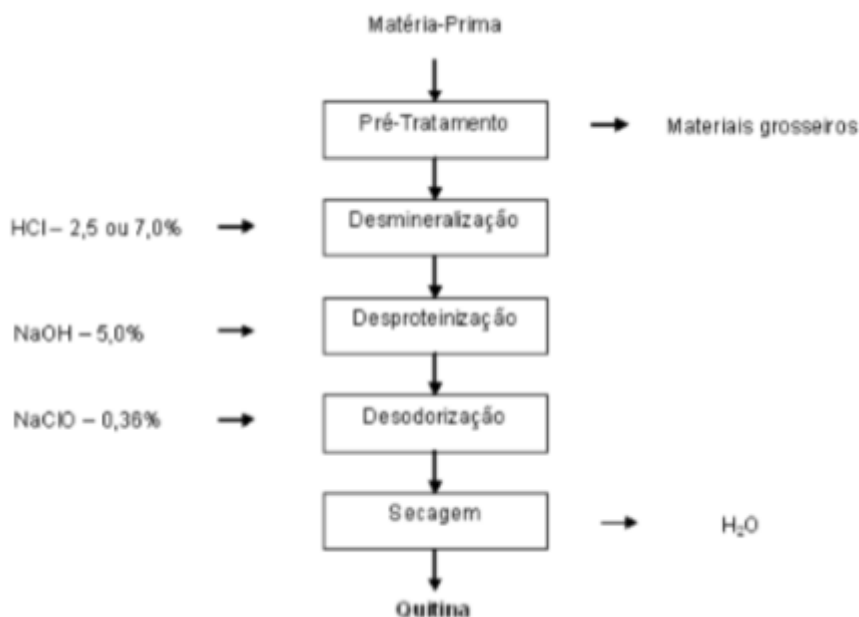 Matéria-Prima
Pré-Tratamento
Materiais grosseiros
Desmineralização
HCl – 2,5 ou 7,0%
Desproteinização
NaOH – 5,0%
Desodorização
NaClO – 0,36%
Secagem
H₂O
Quitina